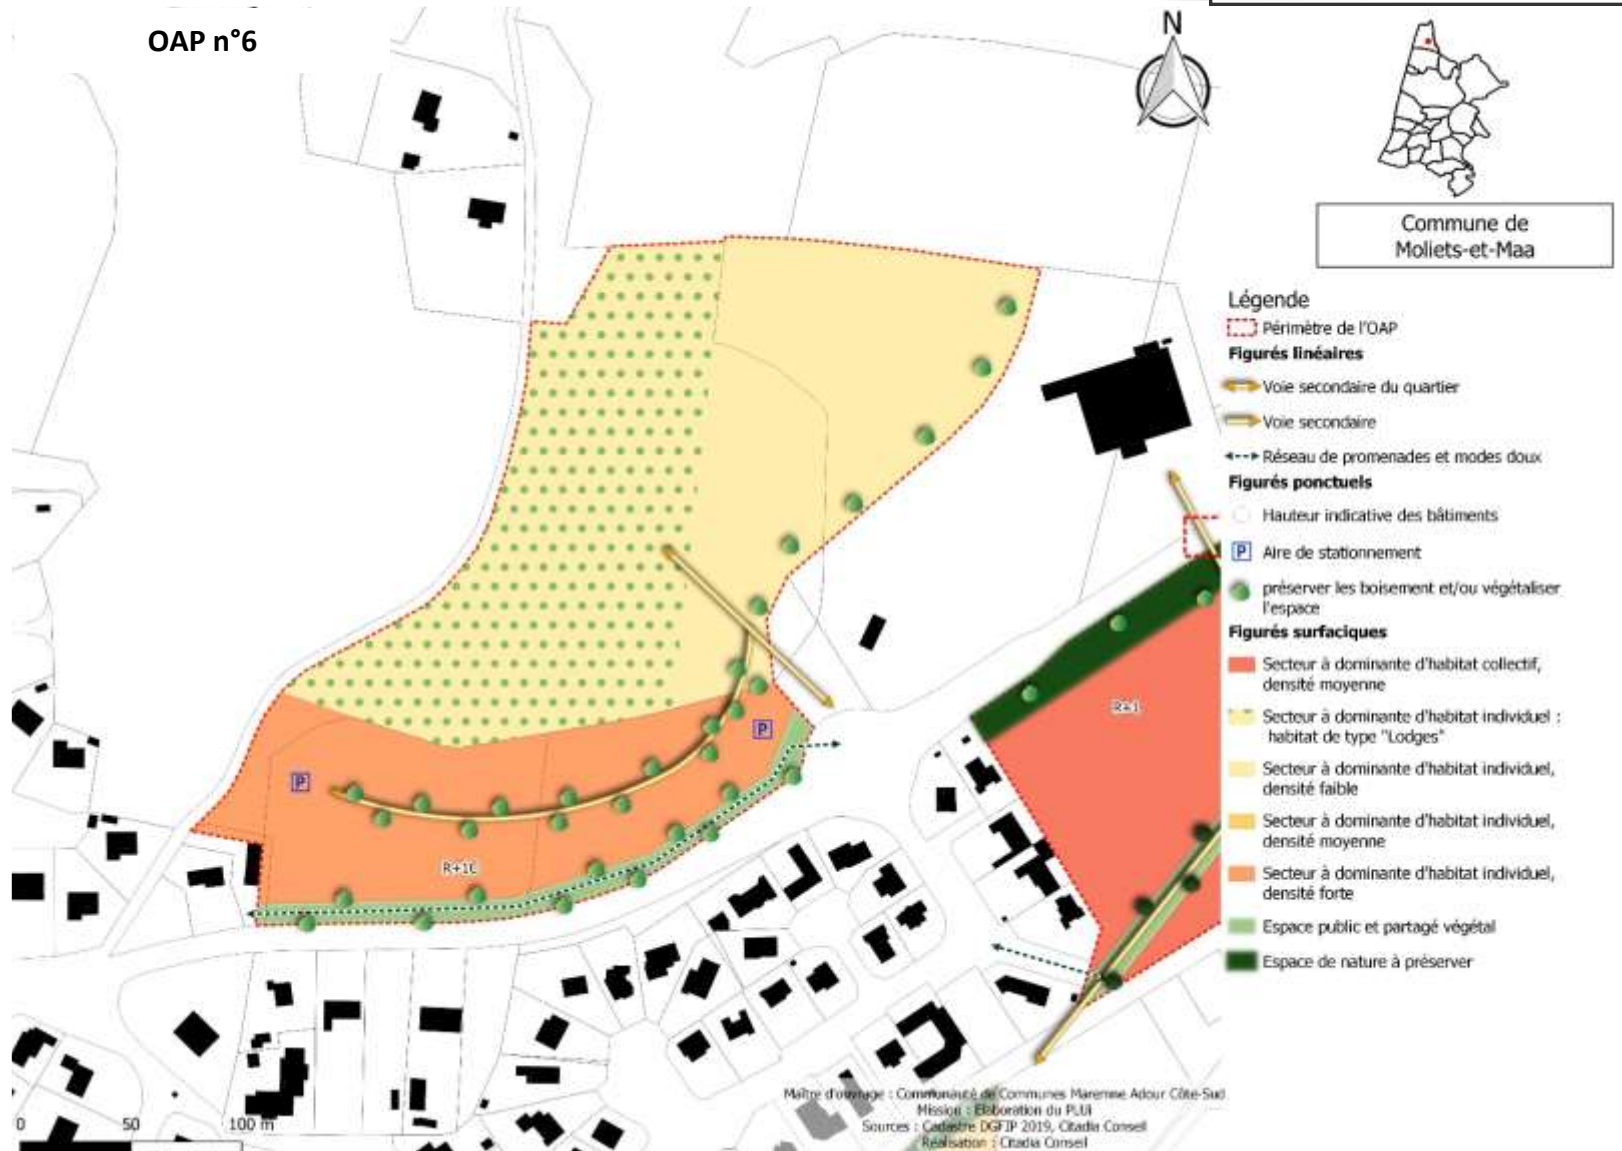 OAP n°6
N
Commune de
Moliets-et-Maa
Légende
Périmètre de l'OAP
Figurés linéaires
Voie secondaire du quartier
Voie secondaire
Réseau de promenades et modes doux
Figurés ponctuels
Hauteur indicative des bâtiments
P Aire de stationnement
préserver les boisement et/ou végétaliser
l'espace
Figurés surfaciques
Secteur à dominante d'habitat collectif,
densité moyenne
Secteur à dominante d'habitat individuel :
habitat de type "Lodges"
Secteur à dominante d'habitat individuel,
densité faible
Secteur à dominante d'habitat individuel,
densité moyenne
Secteur à dominante d'habitat individuel,
densité forte
Espace public et partagé végétal
Espace de nature à préserver
R+1
P
P
Maître d'ouvrage : Communauté de Communes Maremne Adour Côte-Sud
Mission : Elaboration du PLUi
Sources : Cadastre DGFIP 2019, Citadia Conseil
Réalisation : Citadia Conseil
0 50 100 m